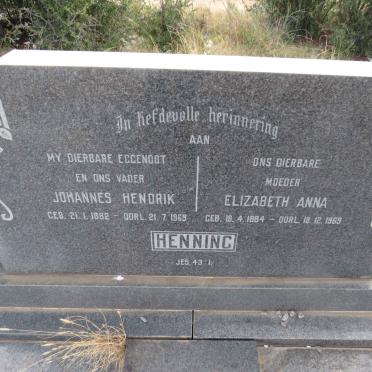 In liefdevolle herinnering
AAN
MY DIERBARE EGGENOOT
EN ONS VADER
JOHANNES HENDRIK
GEB. 21.1.1882 - OORL. 21.7.1969
ONS DIERBARE
MOEDER
ELIZABETH ANNA
GEB. 18.4.1884 - OORL. 18.12.1969
HENNING
JES. 43:1.